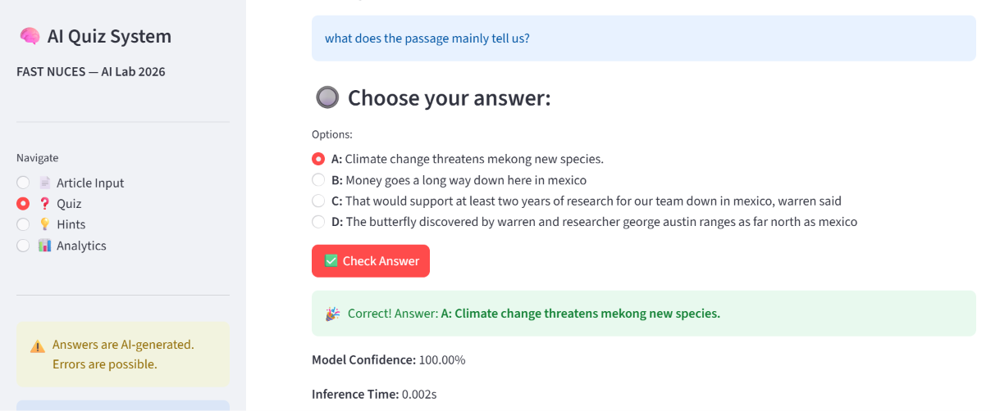 AI Quiz System
FAST NUCES — AI Lab 2026
Navigate
Article Input
Quiz
Hints
Analytics
Answers are AI-generated.
Errors are possible.
what does the passage mainly tell us?
Choose your answer:
Options:
A: Climate change threatens mekong new species.
B: Money goes a long way down here in mexico
C: That would support at least two years of research for our team down in mexico, warren said
D: The butterfly discovered by warren and researcher george austin ranges as far north as mexico
Check Answer
Correct! Answer: A: Climate change threatens mekong new species.
Model Confidence: 100.00%
Inference Time: 0.002s